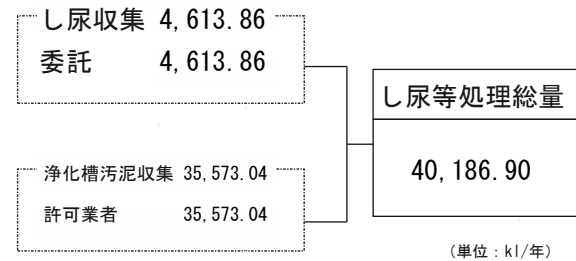 し尿収集 4,613.86
委託 4,613.86
し尿等処理総量
40,186.90
浄化槽汚泥収集 35,573.04
許可業者 35,573.04
(単位：kl/年)